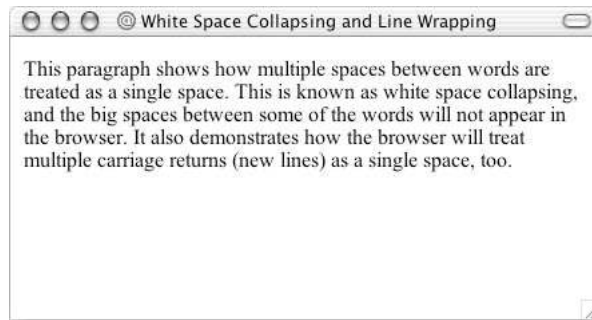 White Space Collapsing and Line Wrapping
This paragraph shows how multiple spaces between words are
treated as a single space. This is known as white space collapsing,
and the big spaces between some of the words will not appear in
the browser. It also demonstrates how the browser will treat
multiple carriage returns (new lines) as a single space, too.